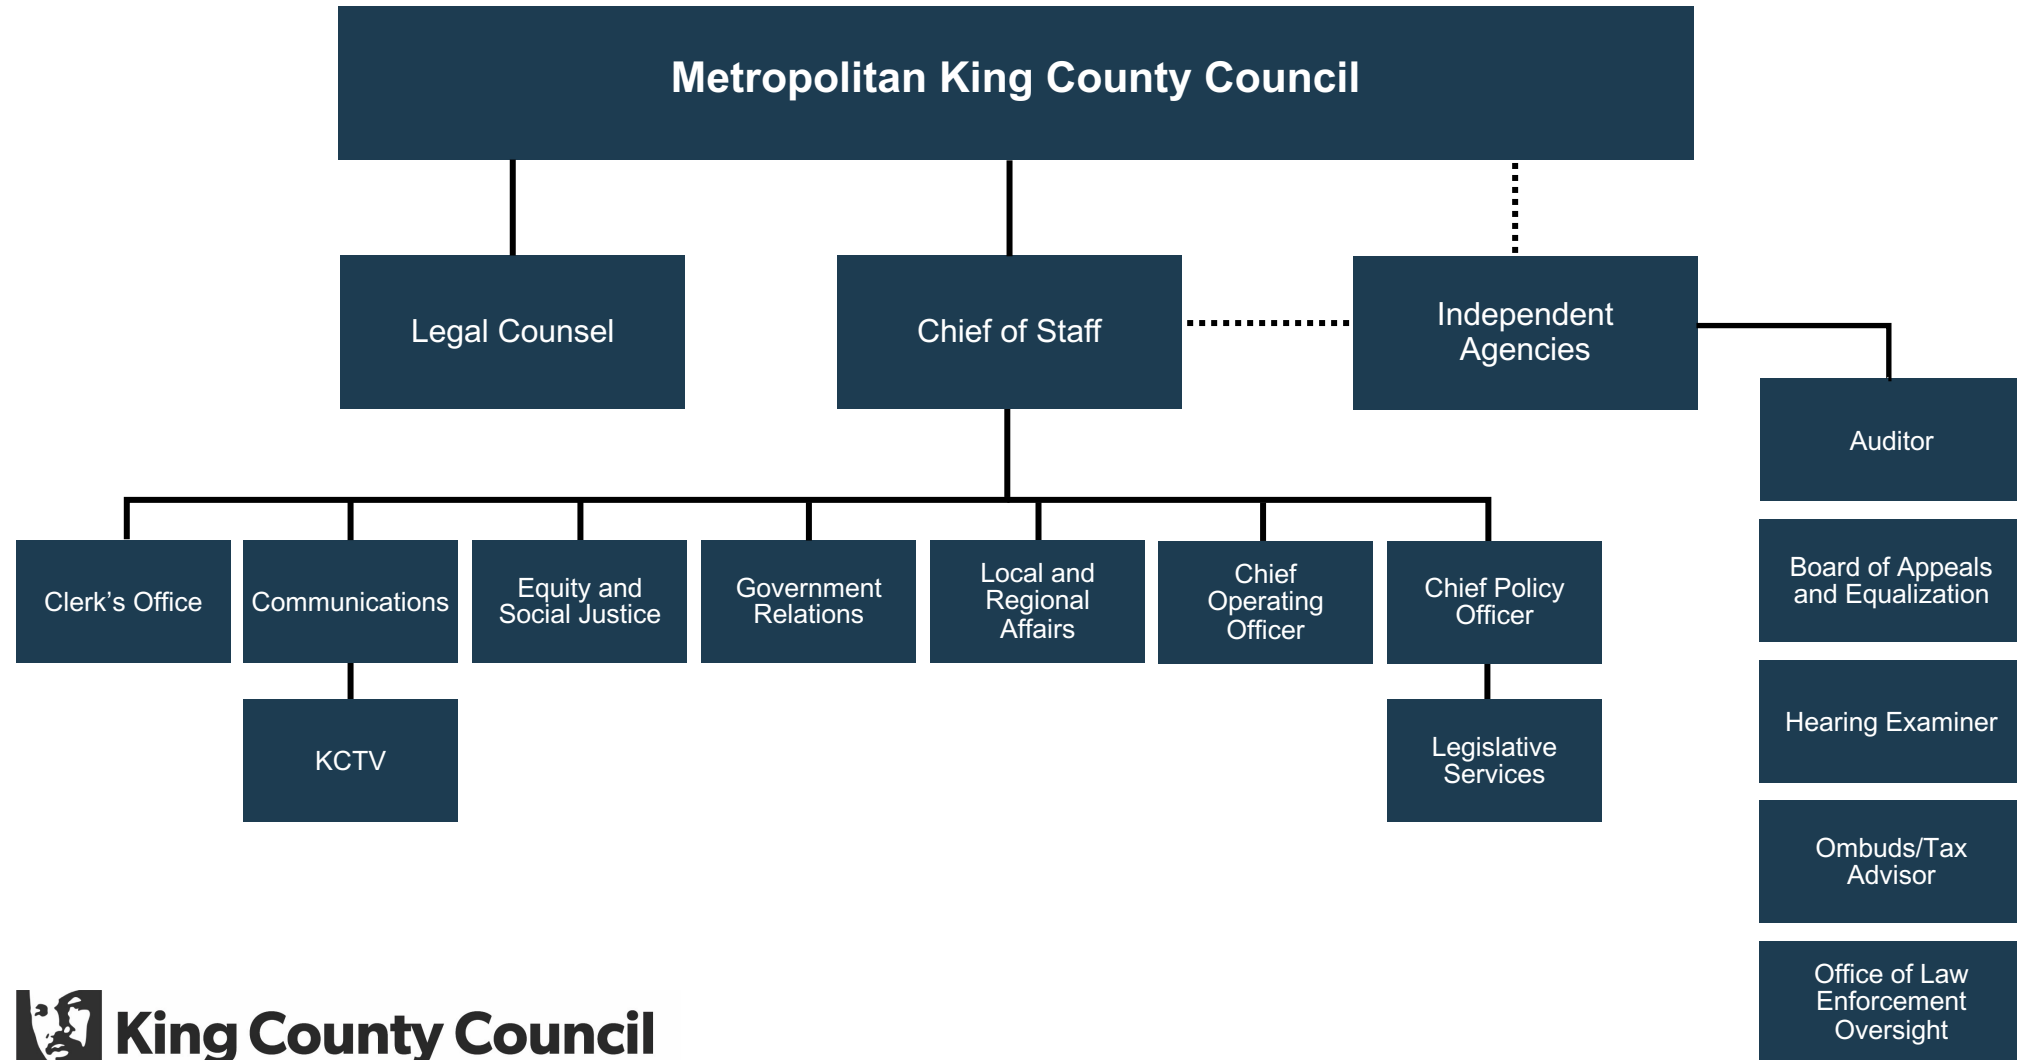 Metropolitan King County Council
Legal Counsel
Chief of Staff
Independent
Agencies
Auditor
Clerk’s Office
Communications
Equity and
Social Justice
Government
Relations
Local and
Regional
Affairs
Chief
Operating
Officer
Chief Policy
Officer
Board of Appeals
and Equalization
KCTV
Legislative
Services
Hearing Examiner
Ombuds/Tax
Advisor
Office of Law
Enforcement
Oversight
King County Council